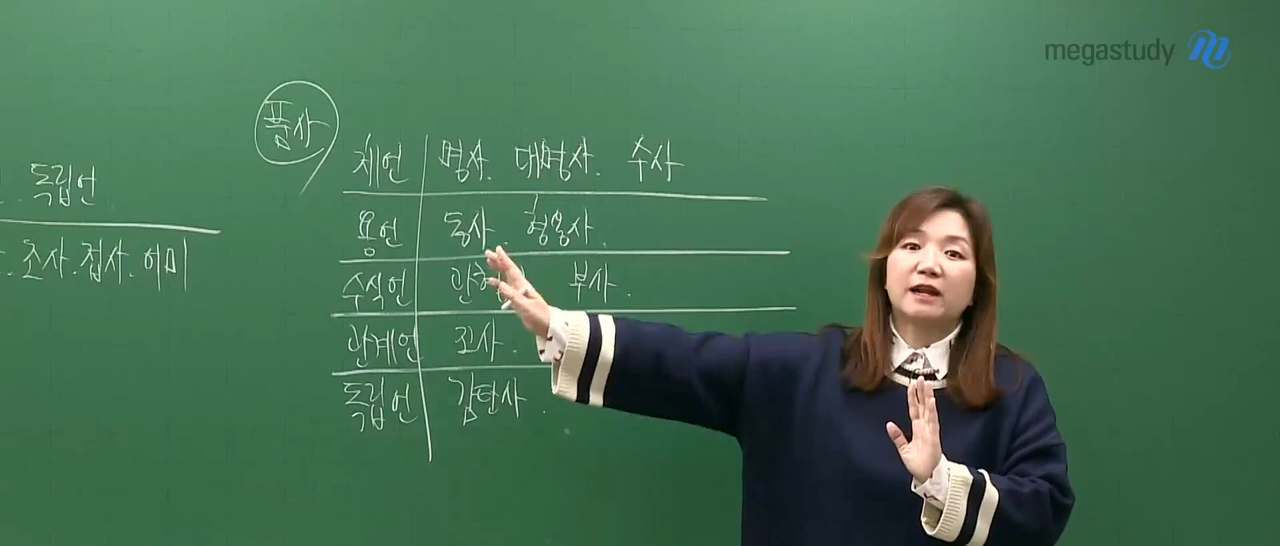 megastudy
품사
체언 명사. 대명사. 수사
용언 동사. 형용사.
수식언 부사.
관계언 조사.
독립언 감탄사.
. 독립언
. 조사. 접사. 어미